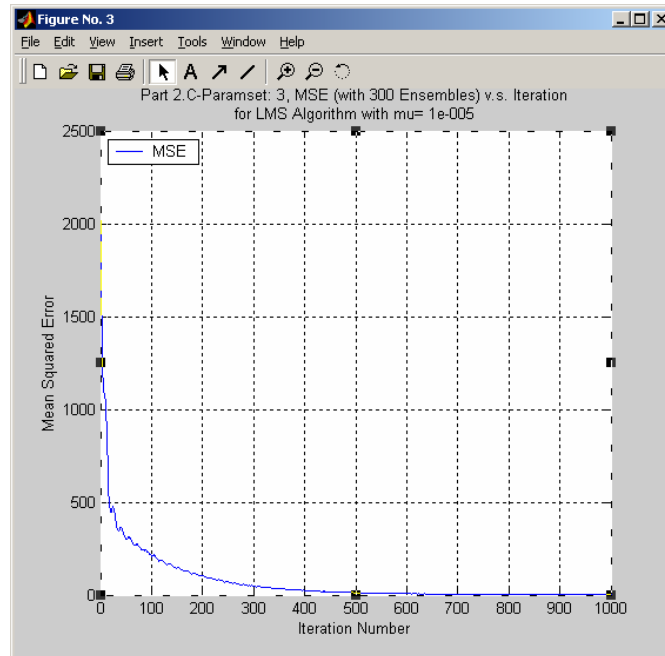 Figure No. 3
File Edit View Insert Tools Window Help
A
Part 2.C-Paramset: 3, MSE (with 300 Ensembles) v.s. Iteration
for LMS Algorithm with mu= 1e-005
MSE
2500
2000
1500
1000
500
0
Mean Squared Error
0 100 200 300 400 500 600 700 800 900 1000
Iteration Number